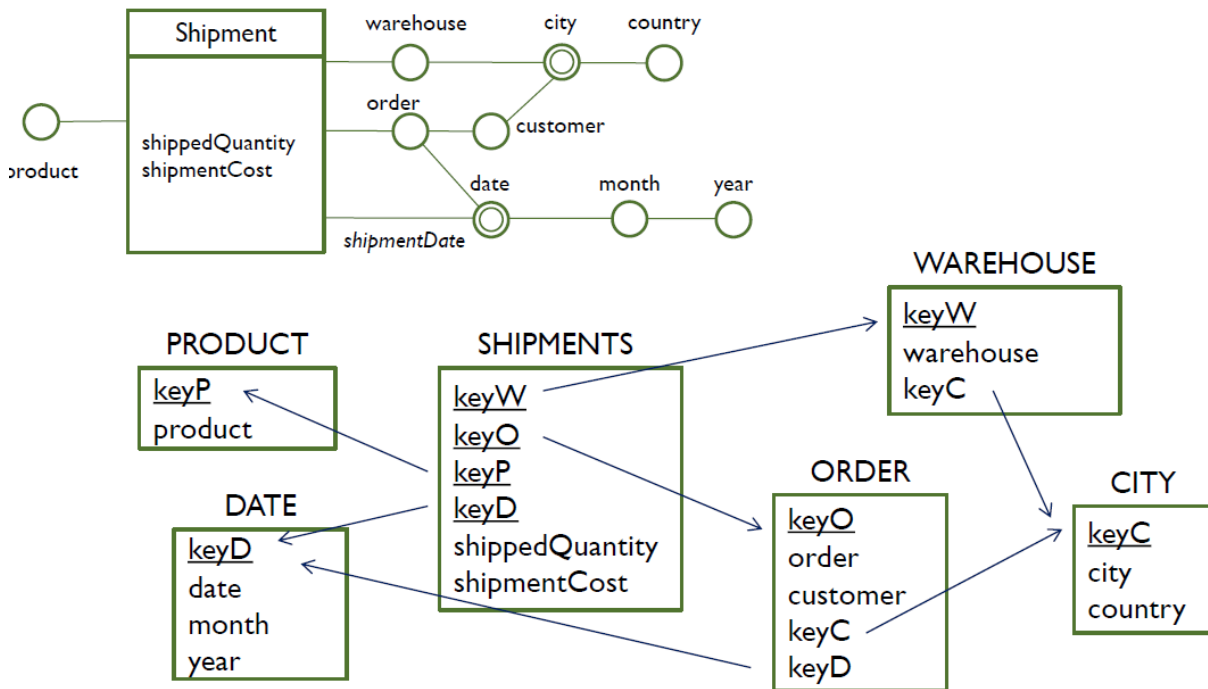 Shipment
shippedQuantity
shipmentCost
product
warehouse
city
country
order
customer
date
month
year
shipmentDate
PRODUCT
keyP
product
DATE
keyD
date
month
year
SHIPMENTS
keyW
keyO
keyP
keyD
shippedQuantity
shipmentCost
WAREHOUSE
keyW
warehouse
keyC
ORDER
keyO
order
customer
keyC
keyD
CITY
keyC
city
country